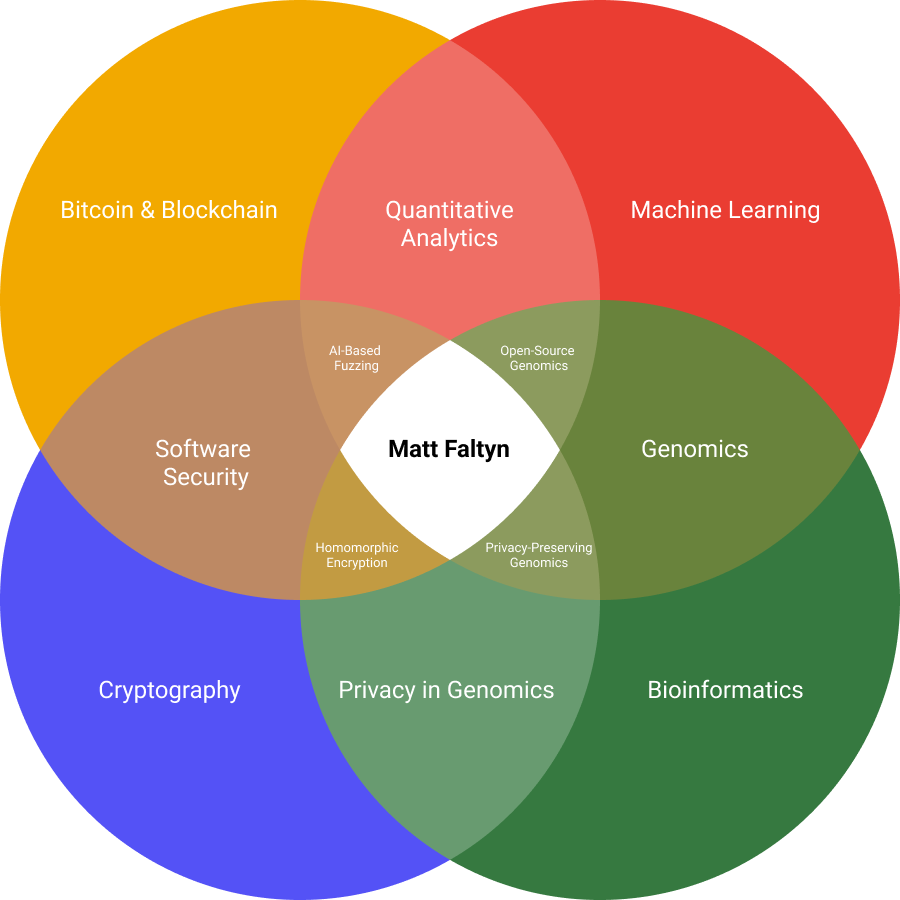 Bitcoin & Blockchain
Quantitative
Analytics
Machine Learning
AI-Based
Fuzzing
Open-Source
Genomics
Software
Security
Matt Faltyn
Genomics
Homomorphic
Encryption
Privacy-Preserving
Genomics
Cryptography
Privacy in Genomics
Bioinformatics